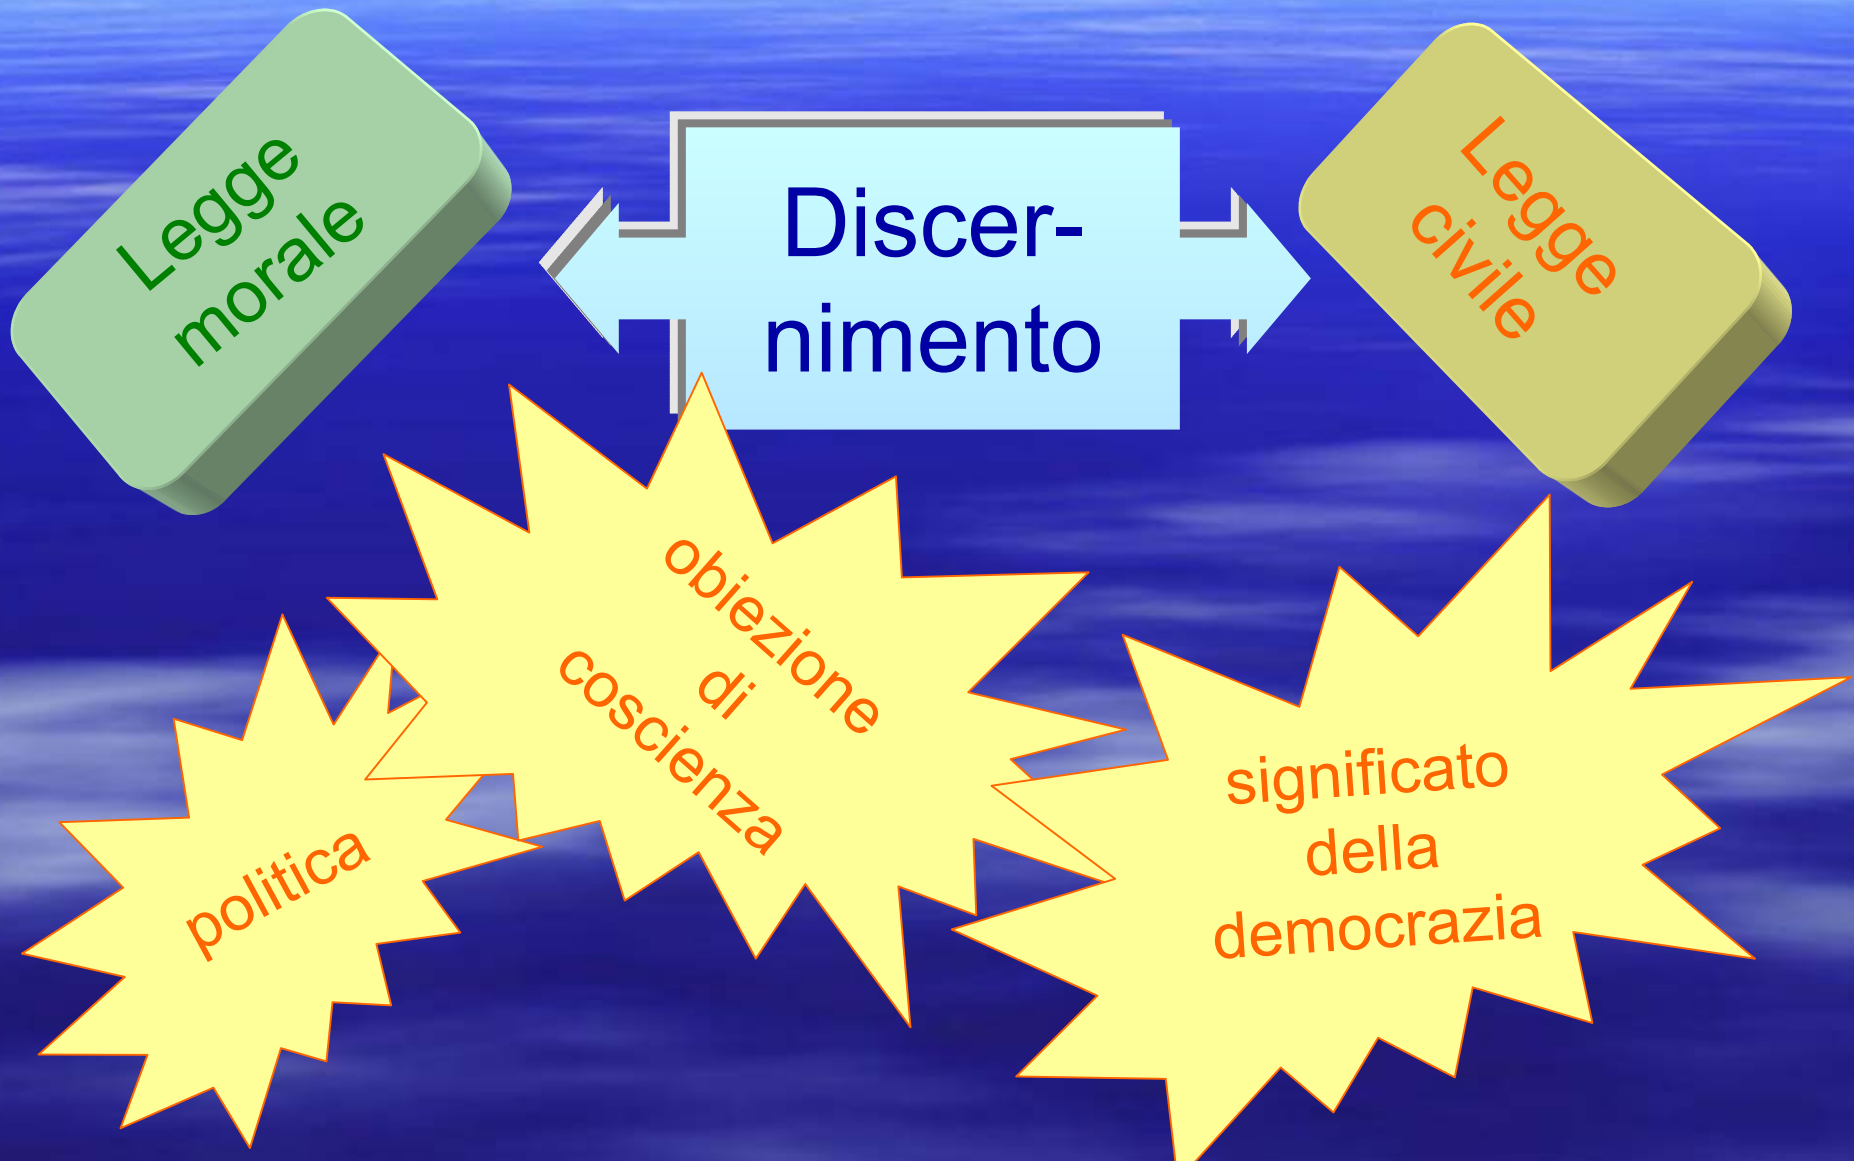 Legge
morale
Discer-
nimento
Legge
civile
obiezione
di
coscienza
politica
significato
della
democrazia